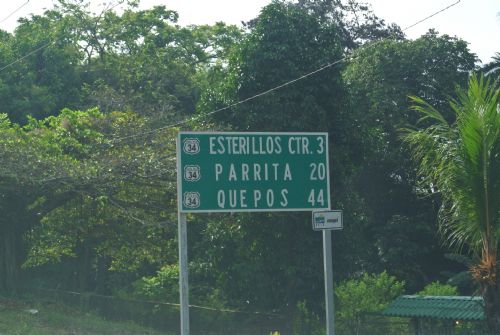 34 ESTERILLOS CTR. 3
34 PARRITA 20
34 QUEPOS 44